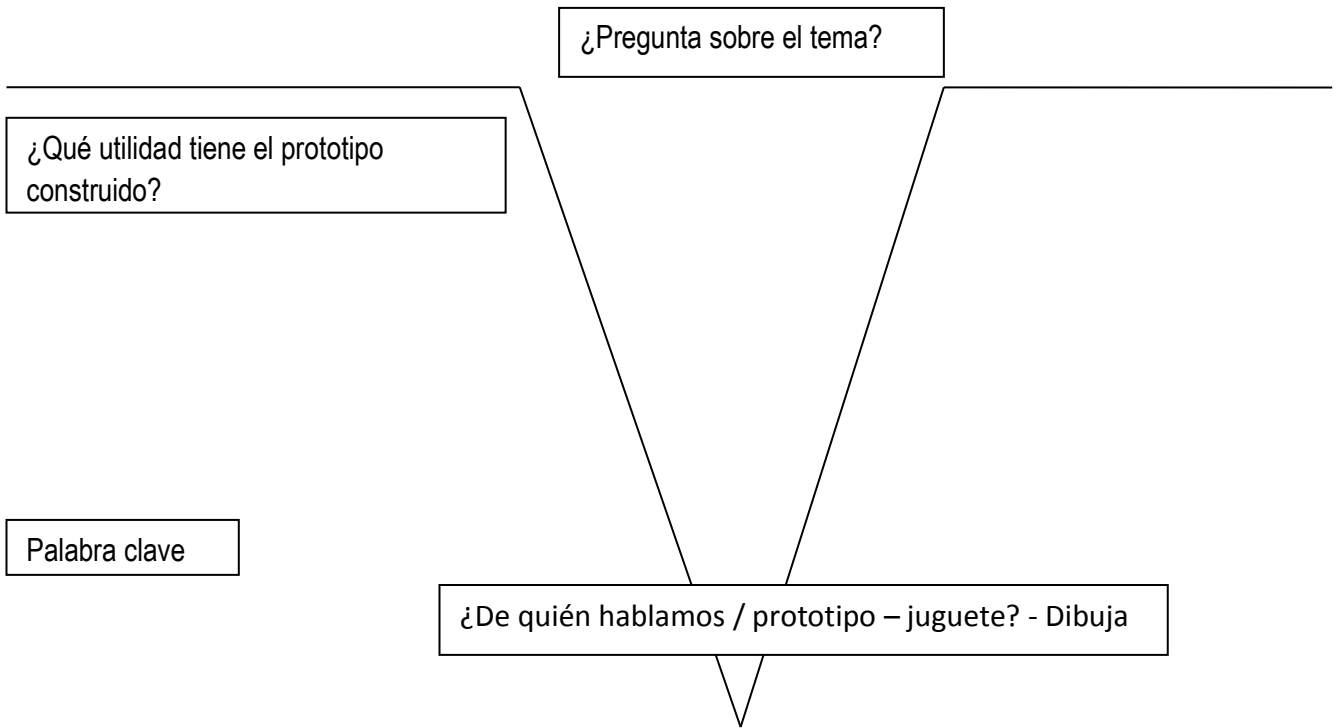 ¿Pregunta sobre el tema?
¿Qué utilidad tiene el prototipo
construido?
Palabra clave
¿De quién hablamos / prototipo – juguete? - Dibuja